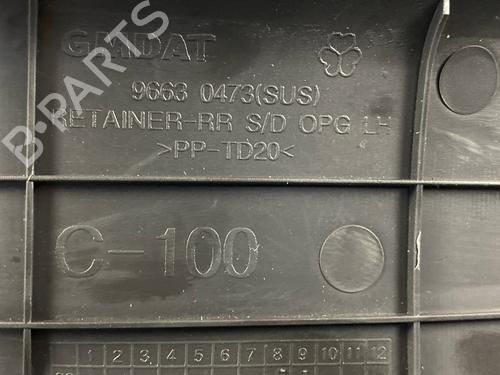 GMDAT
9663 0473(SUS)
RETAINER-RR S/D OPG LH
>PP-TD20<
C-100
1 2 3 4 5 6 7 8 9 10 11 12
B-PARTS